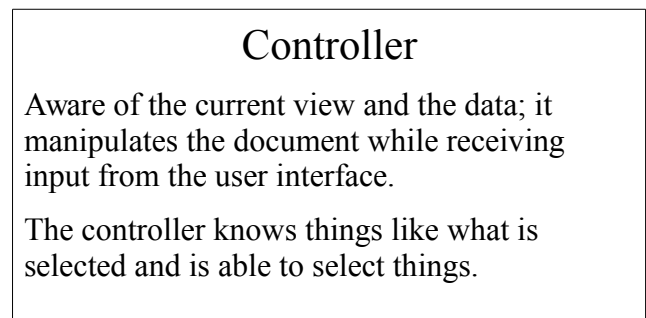 Controller
Aware of the current view and the data; it
manipulates the document while receiving
input from the user interface.
The controller knows things like what is
selected and is able to select things.